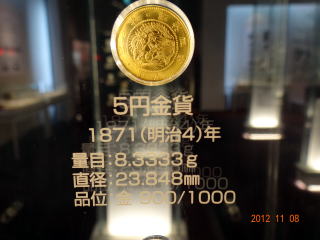 5円金貨
1871(明治4)年
量目:8.3333g
直径:23.848㎜
品位 金 900/1000
2012 11 08